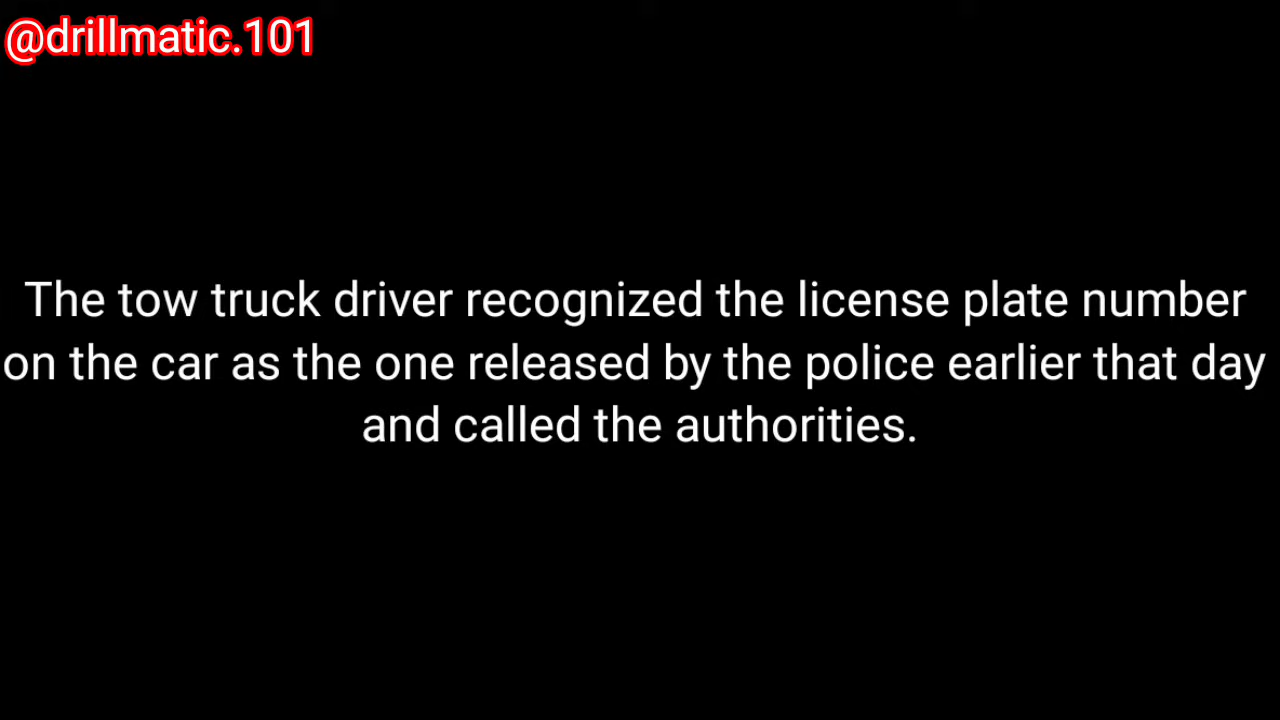 @drillmatic.101
The tow truck driver recognized the license plate number
on the car as the one released by the police earlier that day
and called the authorities.